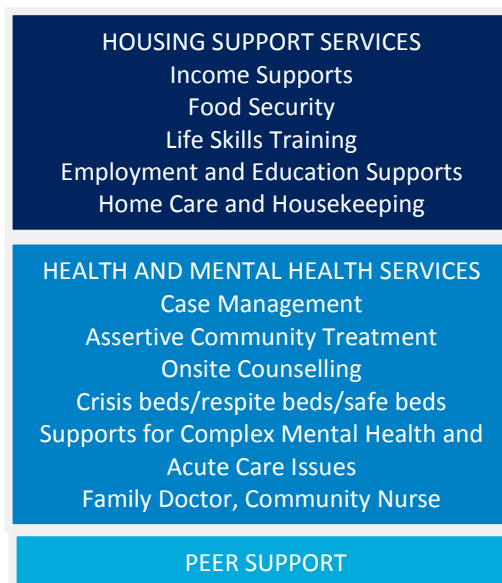 HOUSING SUPPORT SERVICES
Income Supports
Food Security
Life Skills Training
Employment and Education Supports
Home Care and Housekeeping
HEALTH AND MENTAL HEALTH SERVICES
Case Management
Assertive Community Treatment
Onsite Counselling
Crisis beds/respite beds/safe beds
Supports for Complex Mental Health and
Acute Care Issues
Family Doctor, Community Nurse
PEER SUPPORT